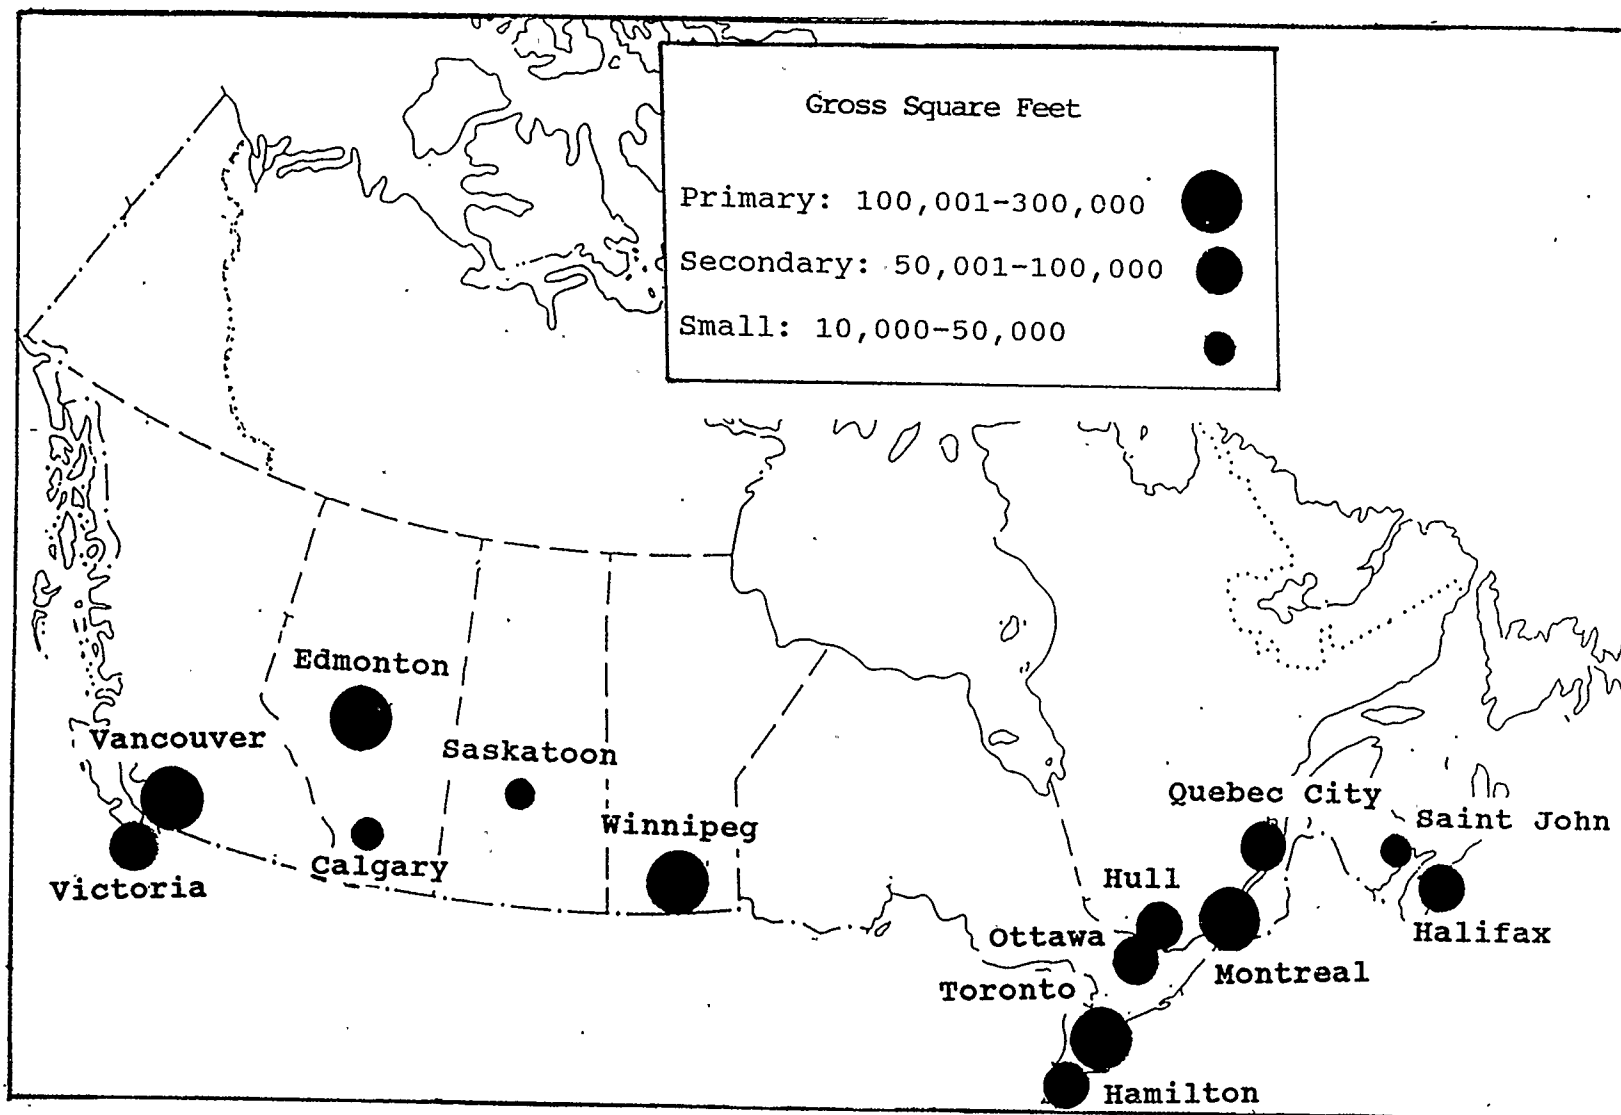 Gross Square Feet
Primary: 100,001-300,000
Secondary: 50,001-100,000
Small: 10,000-50,000
Edmonton
Vancouver
Saskatoon
Quebec City
Winnipeg
Saint John
Calgary
Victoria
Hull
Ottawa
Halifax
Montreal
Toronto
Hamilton